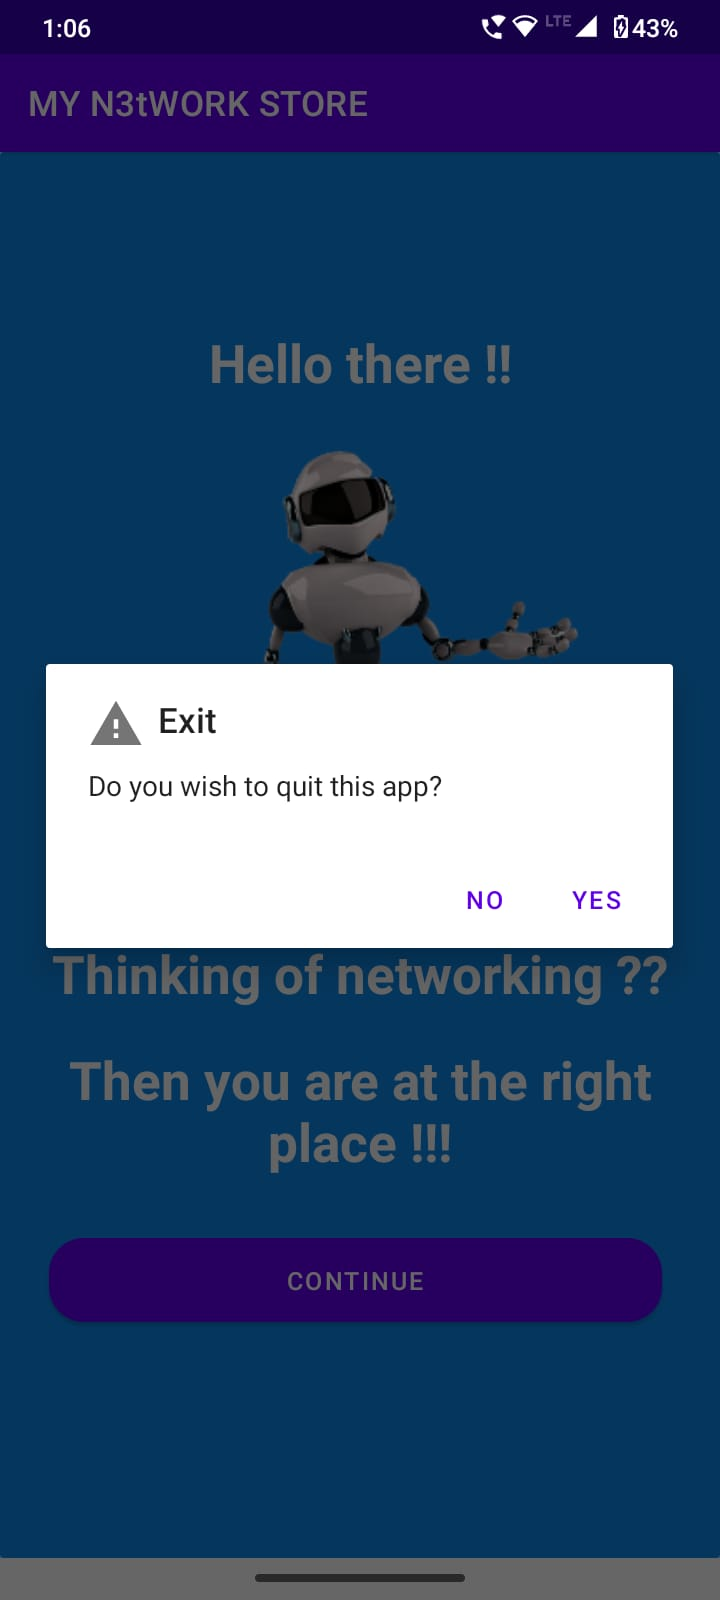 1:06
LTE
43%
MY N3tWORK STORE
Hello there !!
Exit
Do you wish to quit this app?
NO YES
Thinking of networking ??
Then you are at the right
place !!!
CONTINUE